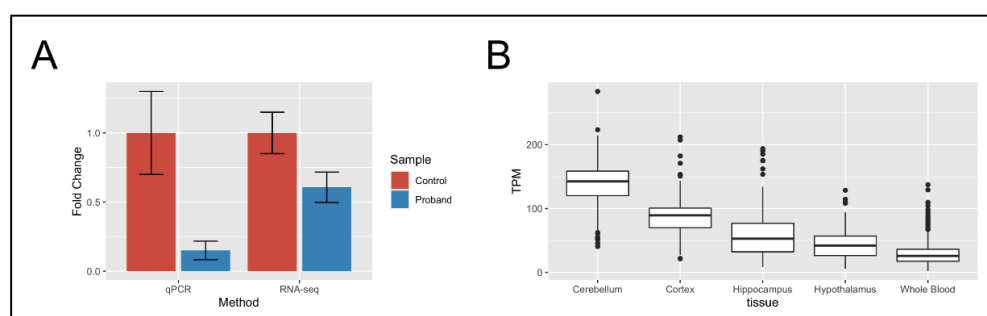 A
B
1.0
0.5
0.0
Fold Change
qPCR
RNA-seq
Method
Sample
Control
Proband
200
100
0
TPM
Cerebellum
Cortex
Hippocampus
Hypothalamus
Whole Blood
tissue